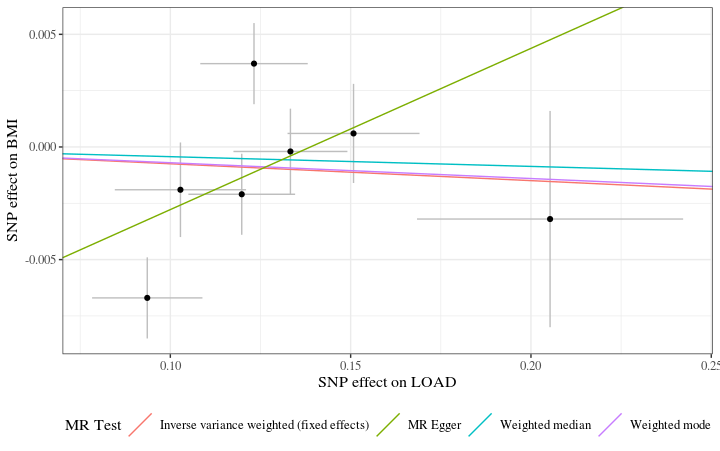 0.005
0.000
-0.005
SNP effect on BMI
0.10 0.15 0.20 0.25
SNP effect on LOAD
MR Test Inverse variance weighted (fixed effects) MR Egger Weighted median Weighted mode